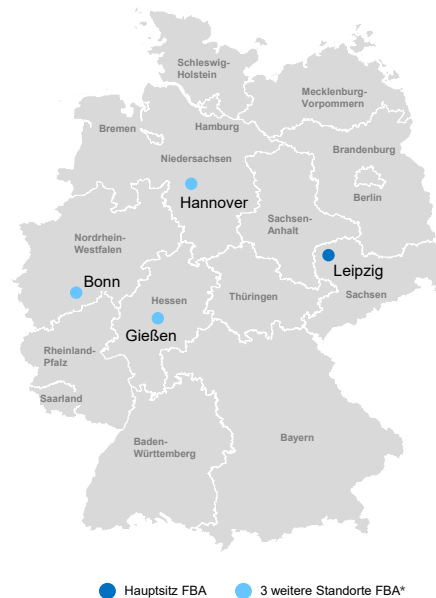 Schleswig-
Holstein
Mecklenburg-
Vorpommern
Bremen
Hamburg
Brandenburg
Niedersachsen
Berlin
Hannover
Sachsen-
Anhalt
Nordrhein-
Westfalen
Leipzig
Bonn
Hessen
Thüringen
Sachsen
Gießen
Rheinland-
Pfalz
Saarland
Baden-
Württemberg
Bayern
Hauptsitz FBA
3 weitere Standorte FBA*